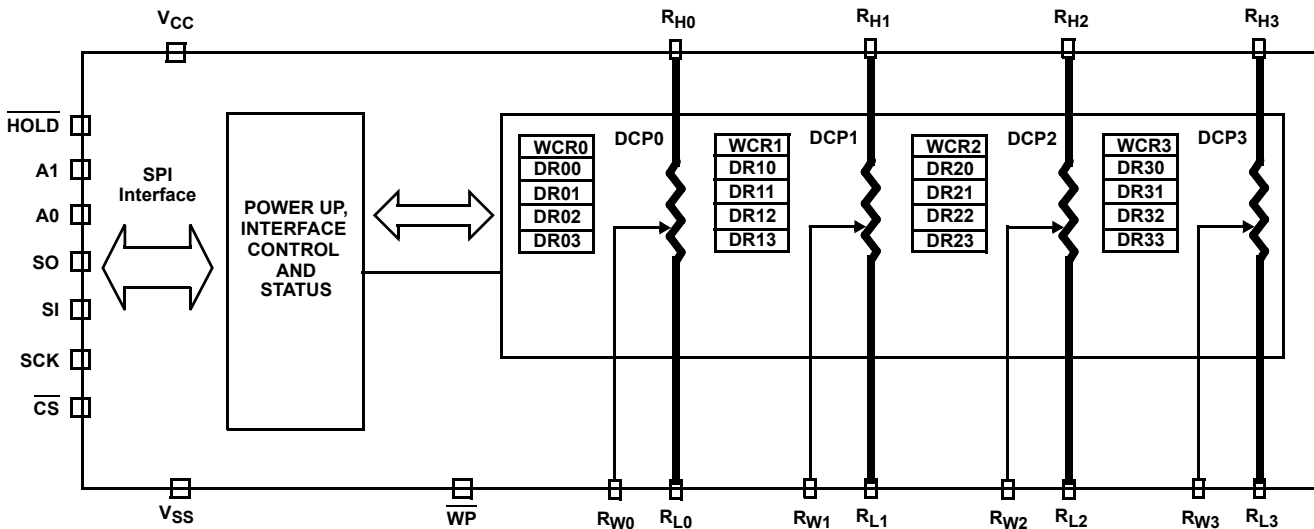 VCC
RH0
RH1
RH2
RH3
HOLD
A1
A0
SO
SI
SCK
CS
SPI
Interface
POWER UP,
INTERFACE
CONTROL
AND
STATUS
WCR0
DR00
DR01
DR02
DR03
DCP0
WCR1
DR10
DR11
DR12
DR13
DCP1
WCR2
DR20
DR21
DR22
DR23
DCP2
WCR3
DR30
DR31
DR32
DR33
DCP3
VSS
WP
RW0
RL0
RW1
RL1
RW2
RL2
RW3
RL3